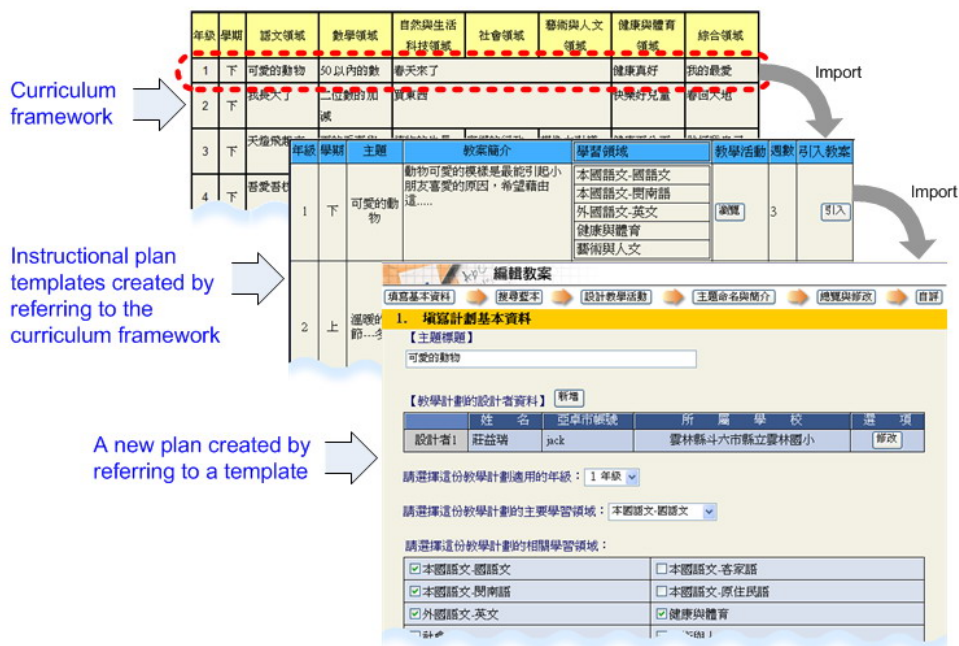 年級 學期 語文領域 數學領域 自然與生活科技領域 社會領域 藝術與人文領域 健康與體育領域 綜合領域
1 下 可愛的動物 50以內的數 春天來了 健康真好 我的最愛
Import
Curriculum
framework
2 下 我長大了 二位數的加減 買東西 快樂好兒童 春回大地
3 下
4 下
年級 學期 主題 教案簡介 學習領域 教學活動 週數 引入教案
1 下 可愛的動物 動物可愛的模樣是最能引起小朋友喜愛的原因，希望藉由這..... 本國語文-國語文 瀏覽 3 引入
本國語文-閩南語
外國語文-英文
健康與體育
藝術與人文
Import
Instructional plan
templates created by
referring to the
curriculum framework
2 上
編輯教案
填寫基本資料 搜尋藍本 設計教學活動 主題命名與簡介 總覽與修改 自評
1. 填寫計劃基本資料
【主題標題】
可愛的動物
【教學計劃的設計者資料】 新增
姓 名 亞卓市帳號 所 屬 學 校 選 項
設計者1 莊益瑞 jack 雲林縣斗六市縣立雲林國小 修改
A new plan created by
referring to a template
請選擇這份教學計劃適用的年級： 1 年級
請選擇這份教學計劃的主要學習領域： 本國語文-國語文
請選擇這份教學計劃的相關學習領域：
本國語文-國語文 本國語文-客家語
本國語文-閩南語 本國語文-原住民語
外國語文-英文 健康與體育